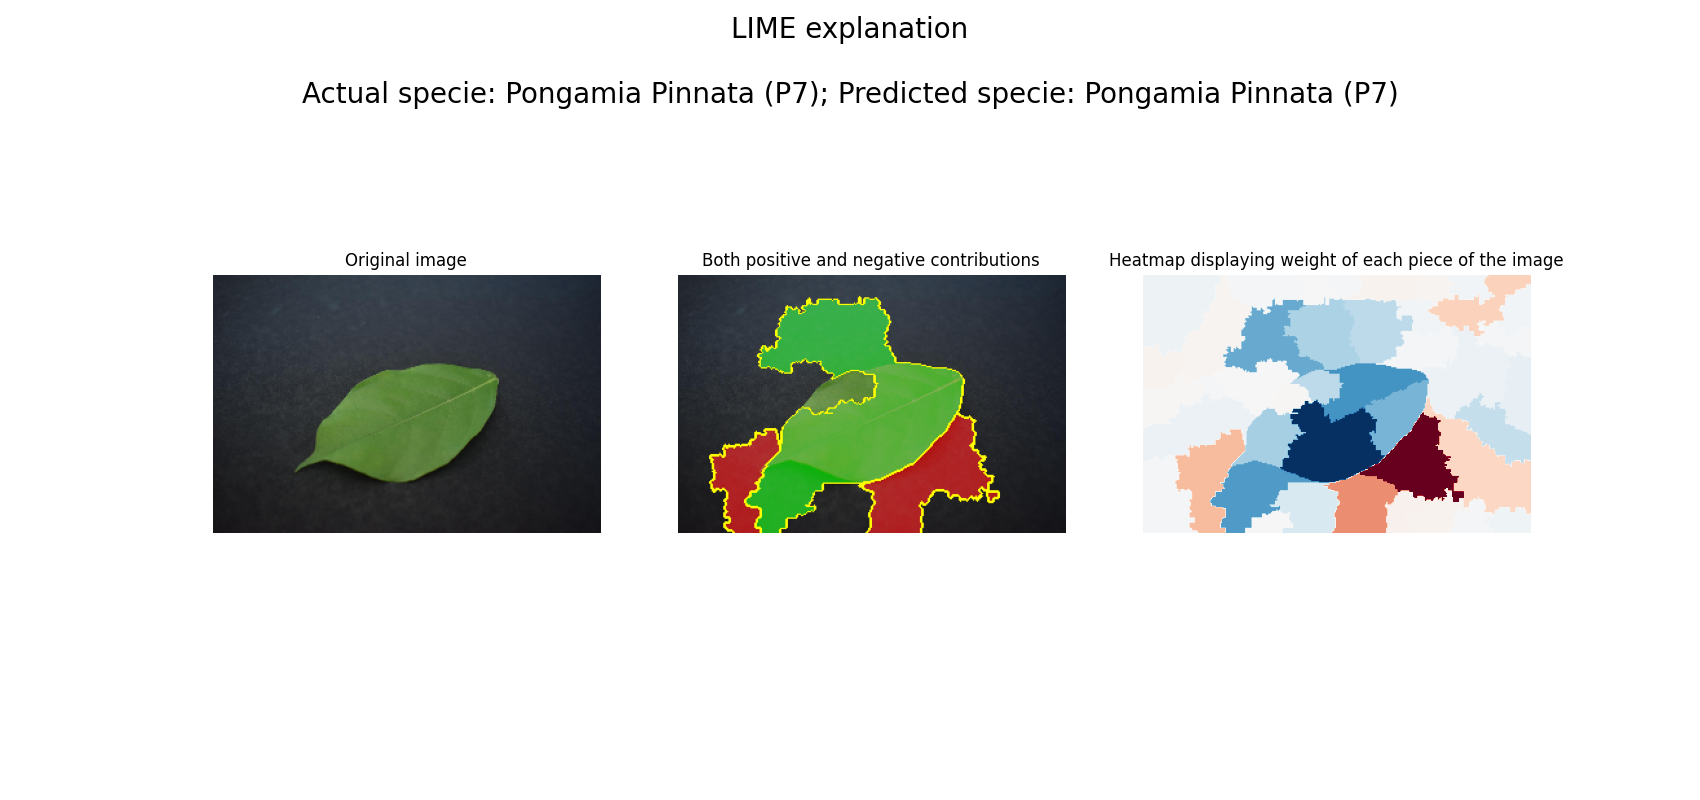 LIME explanation
Actual specie: Pongamia Pinnata (P7); Predicted specie: Pongamia Pinnata (P7)
Original image
Both positive and negative contributions
Heatmap displaying weight of each piece of the image